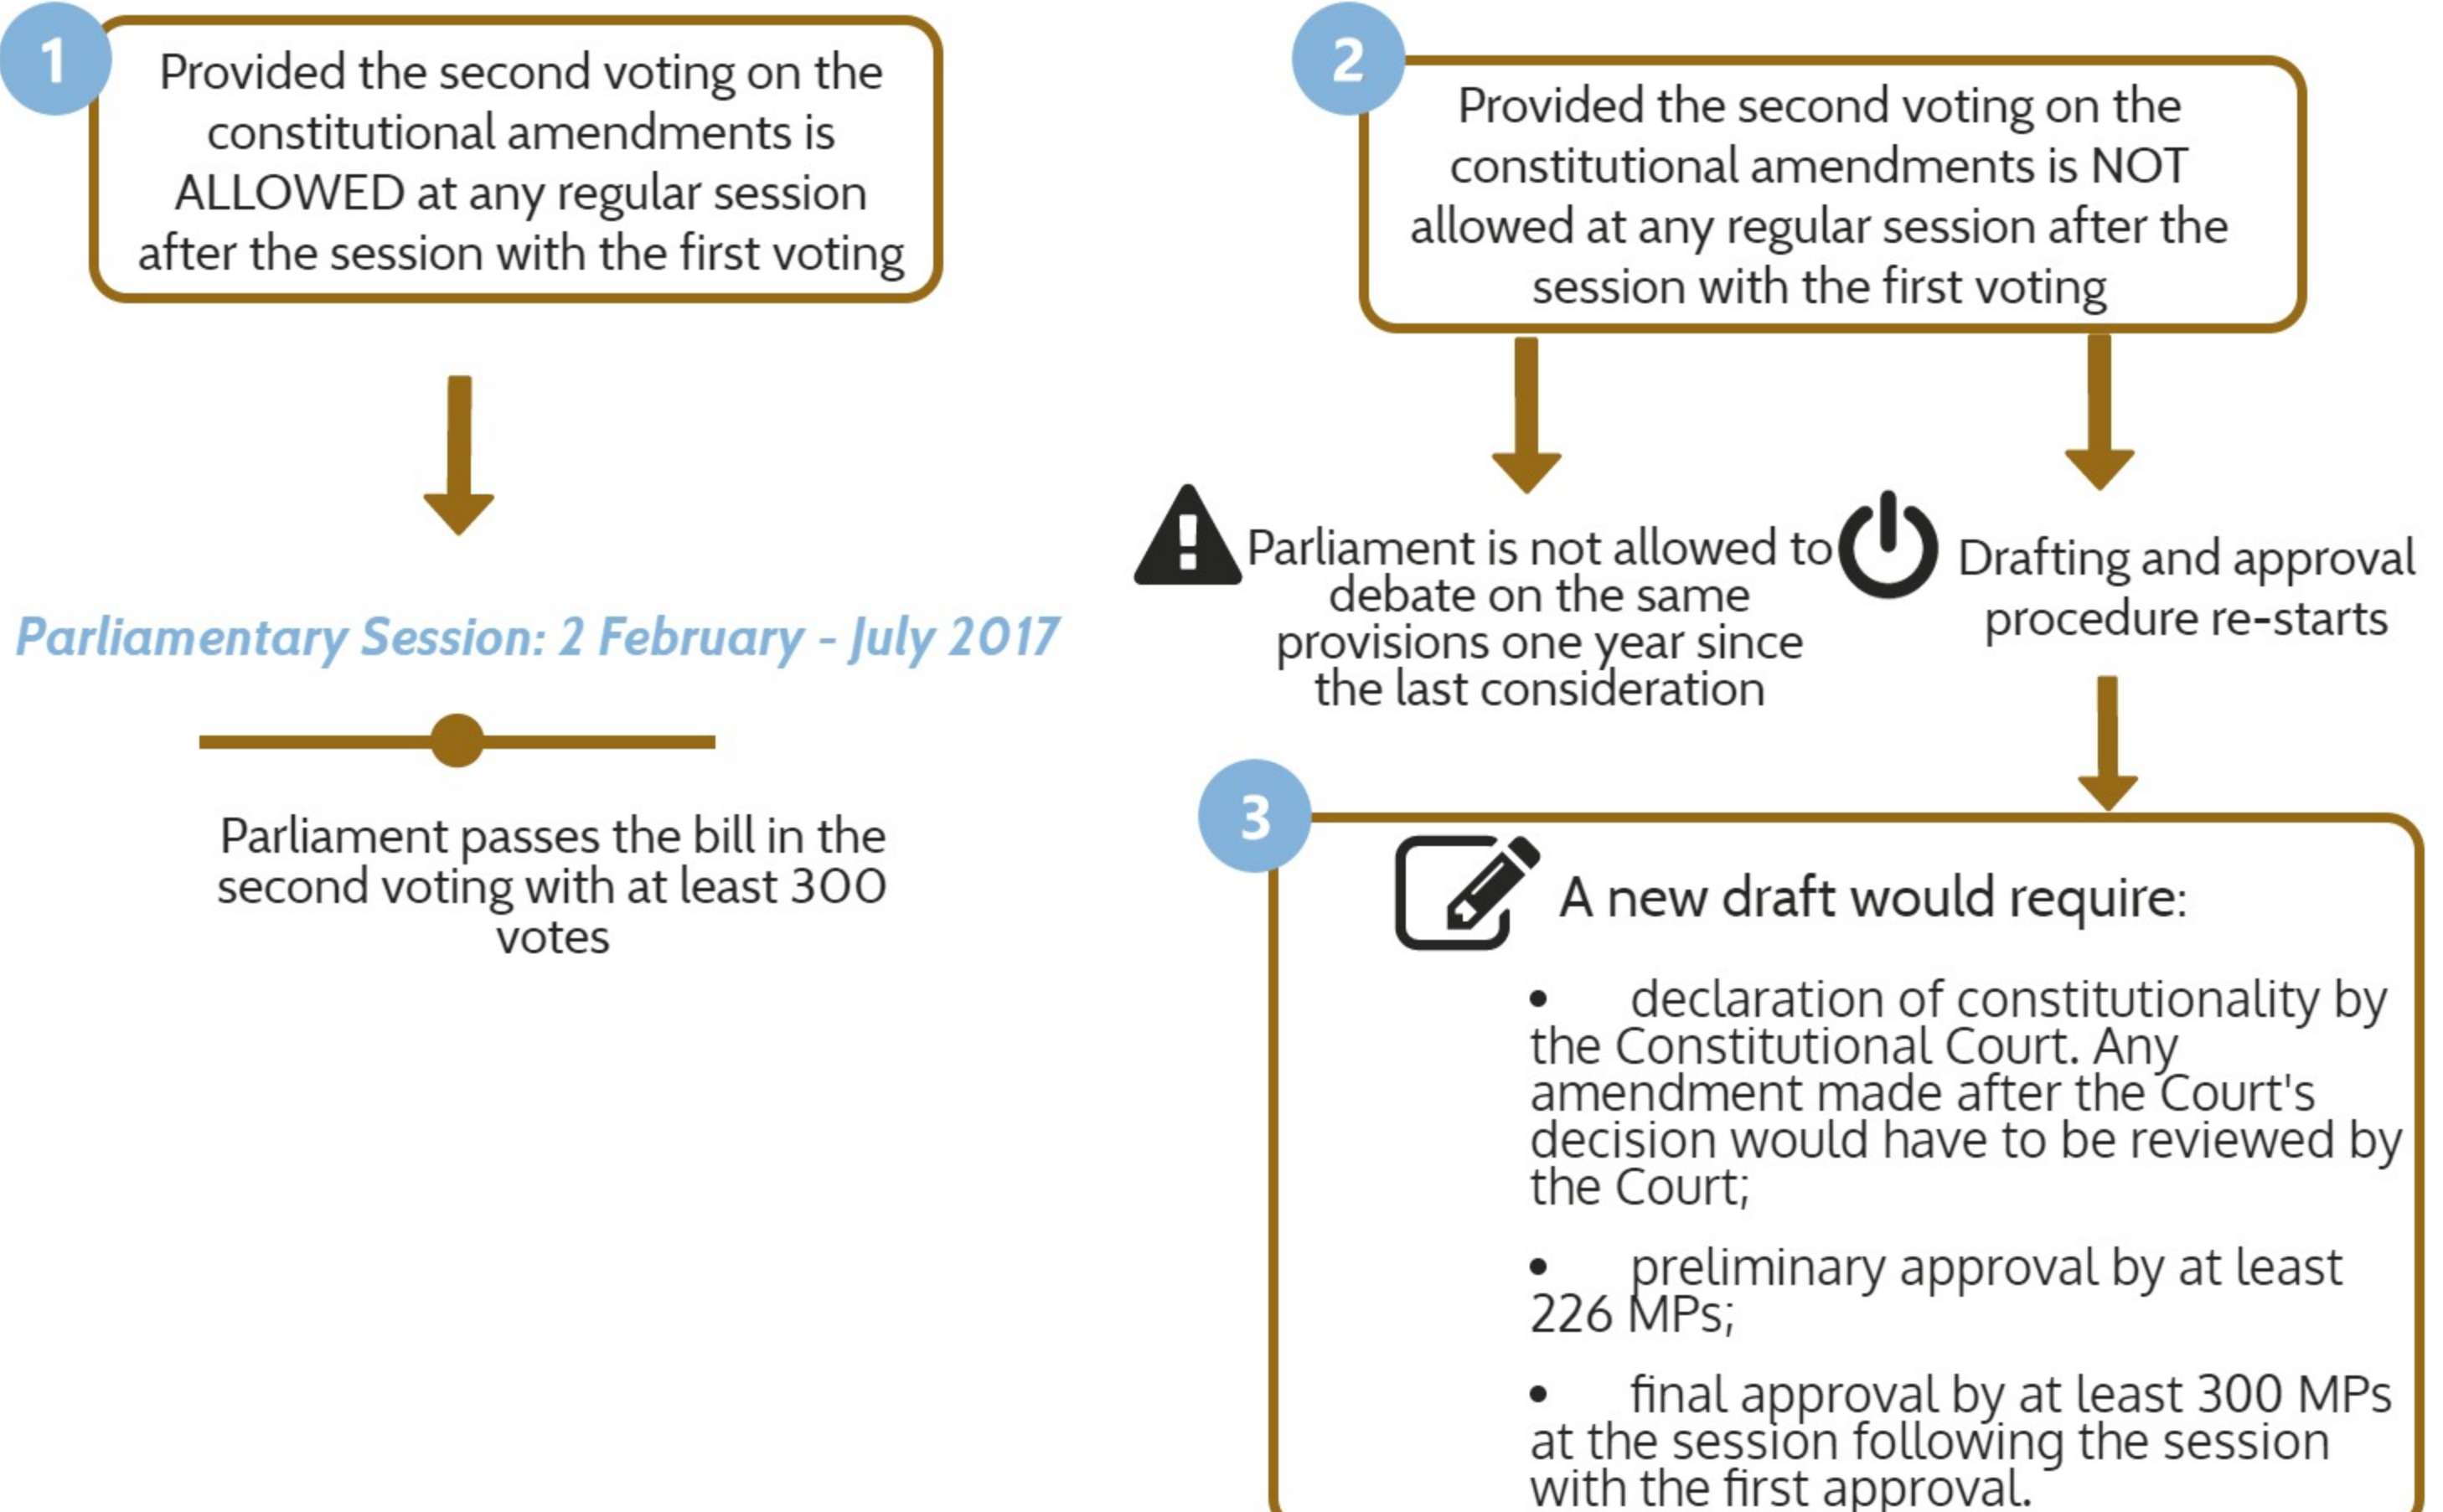 1
Provided the second voting on the
constitutional amendments is
ALLOWED at any regular session
after the session with the first voting
Parliamentary Session: 2 February - July 2017
Parliament passes the bill in the
second voting with at least 300
votes
2
Provided the second voting on the
constitutional amendments is NOT
allowed at any regular session after the
session with the first voting
Parliament is not allowed to
debate on the same
provisions one year since
the last consideration
Drafting and approval
procedure re-starts
3
A new draft would require:
• declaration of constitutionality by
the Constitutional Court. Any
amendment made after the Court's
decision would have to be reviewed by
the Court;
• preliminary approval by at least
226 MPs;
• final approval by at least 300 MPs
at the session following the session
with the first approval.